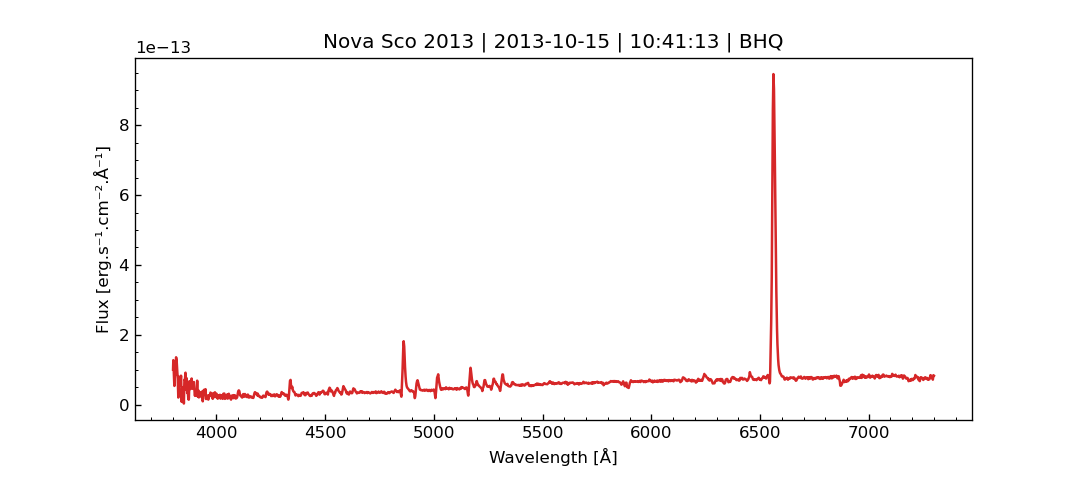 Nova Sco 2013 | 2013-10-15 | 10:41:13 | BHQ
1e−13
8
6
4
2
0
Flux [erg.s⁻¹.cm⁻².Å⁻¹]
4000 4500 5000 5500 6000 6500 7000
Wavelength [Å]